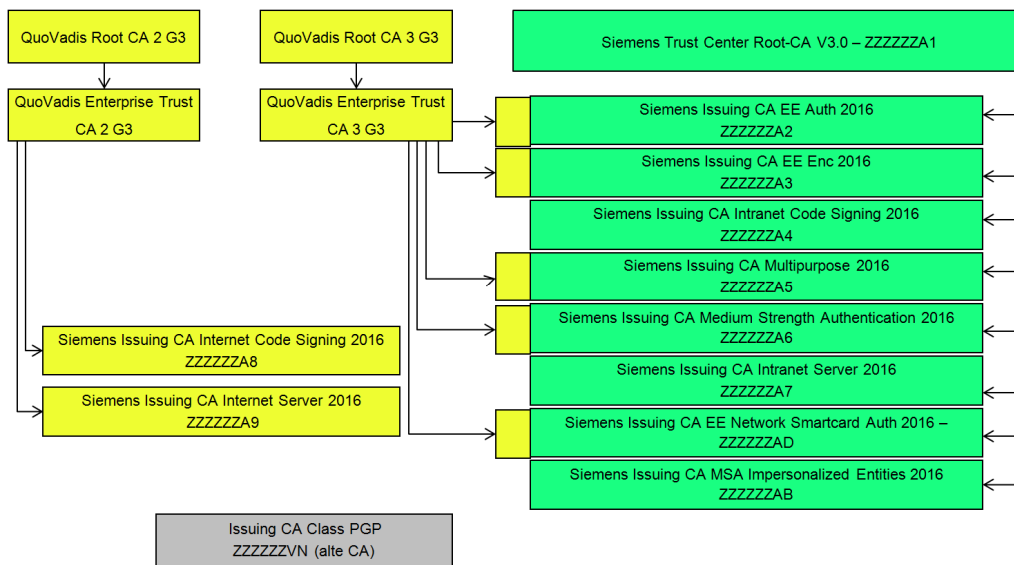 QuoVadis Root CA 2 G3
QuoVadis Root CA 3 G3
Siemens Trust Center Root-CA V3.0 – ZZZZZZA1
QuoVadis Enterprise Trust
CA 2 G3
QuoVadis Enterprise Trust
CA 3 G3
Siemens Issuing CA EE Auth 2016
ZZZZZZA2
Siemens Issuing CA EE Enc 2016
ZZZZZZA3
Siemens Issuing CA Intranet Code Signing 2016
ZZZZZZA4
Siemens Issuing CA Multipurpose 2016
ZZZZZZA5
Siemens Issuing CA Medium Strength Authentication 2016
ZZZZZZA6
Siemens Issuing CA Internet Code Signing 2016
ZZZZZZA8
Siemens Issuing CA Intranet Server 2016
ZZZZZZA7
Siemens Issuing CA Internet Server 2016
ZZZZZZA9
Siemens Issuing CA EE Network Smartcard Auth 2016 –
ZZZZZZAD
Siemens Issuing CA MSA Impersonalized Entities 2016
ZZZZZZAB
Issuing CA Class PGP
ZZZZZZVN (alte CA)